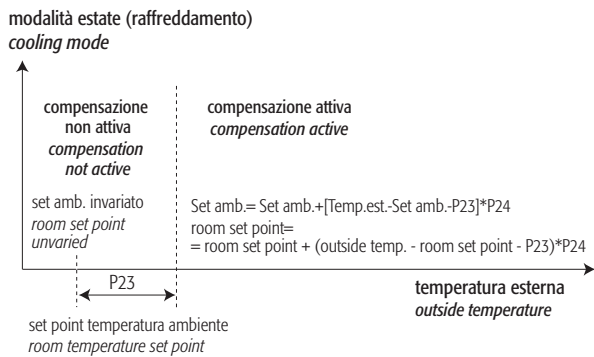 modalità estate (raffreddamento)
cooling mode
compensazione
non attiva
compensation
not active
compensazione attiva
compensation active
set amb. invariato
room set point
unvaried
Set amb.= Set amb.+[Temp.est.-Set amb.-P23]*P24
room set point=
= room set point + (outside temp. - room set point - P23)*P24
P23
temperatura esterna
outside temperature
set point temperatura ambiente
room temperature set point